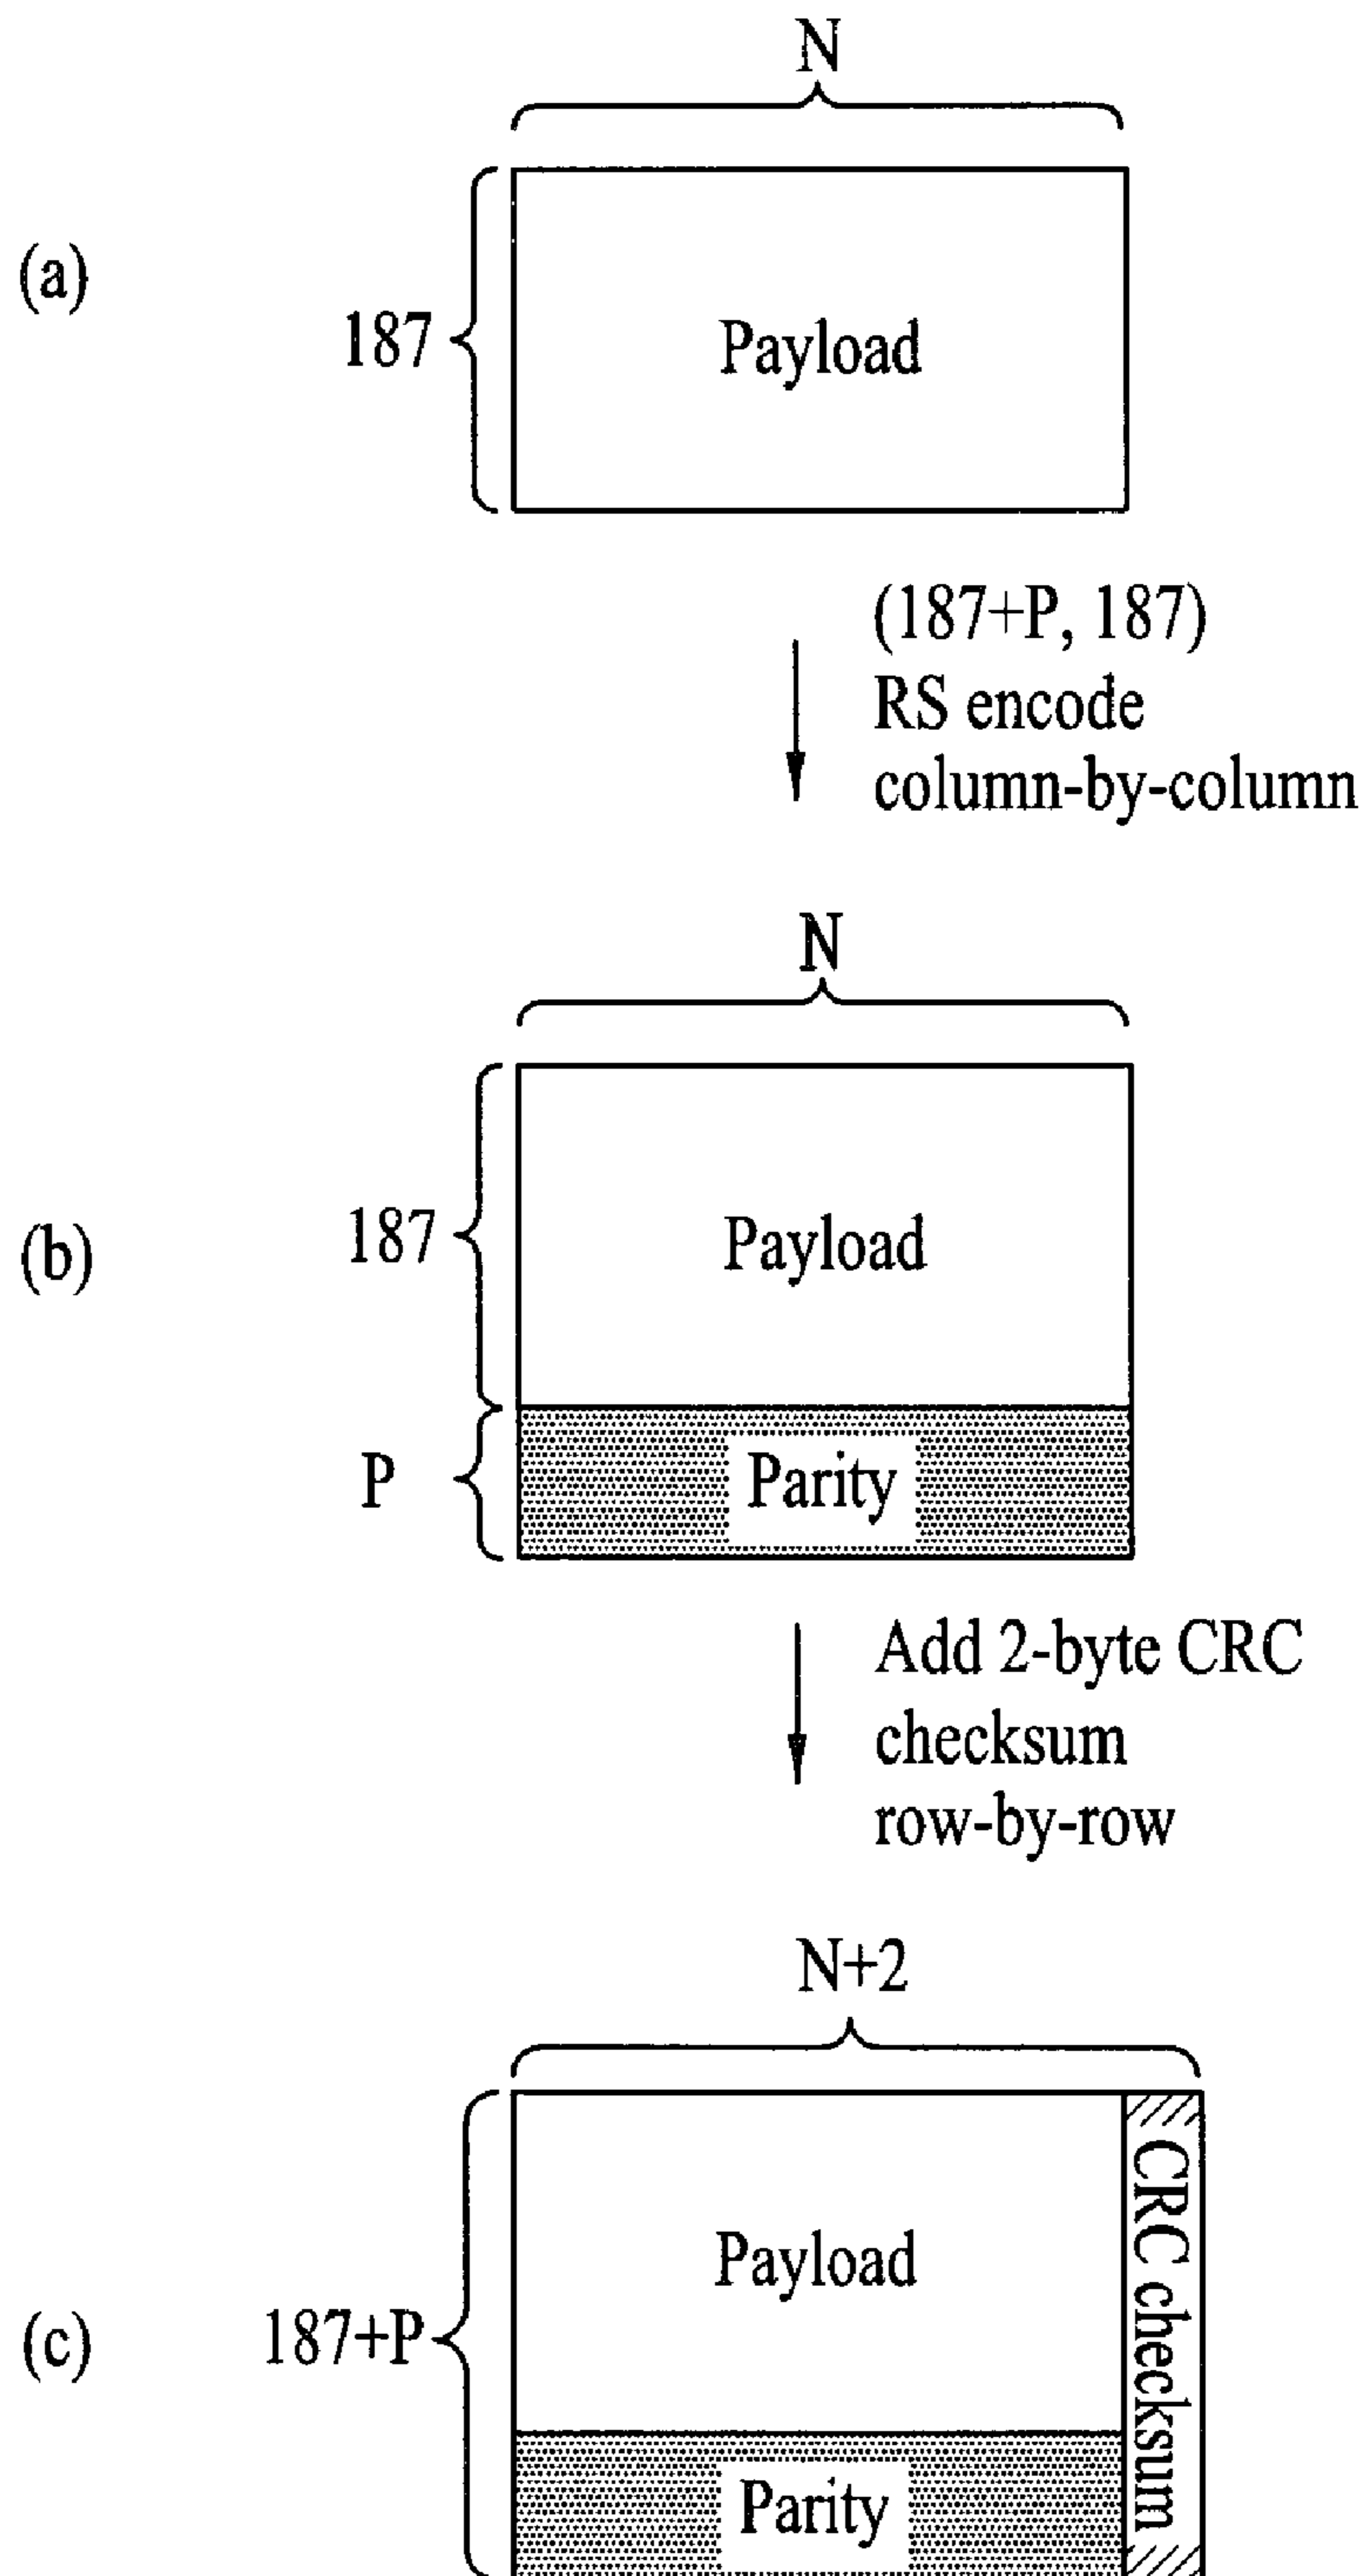 N
(a)
187
Payload
(187+P, 187)
RS encode
column-by-column
N
187
Payload
(b)
P
Parity
Add 2-byte CRC
checksum
row-by-row
N+2
Payload
CRC checksum
(c)
187+P
Parity